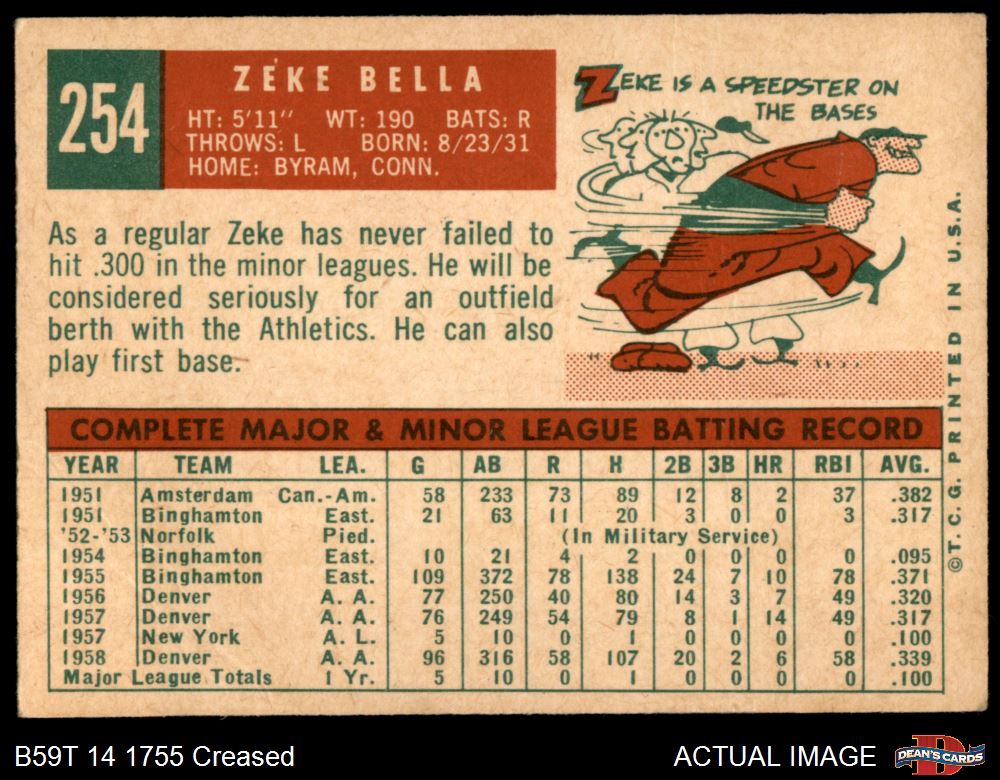 254
ZEKE BELLA
HT: 5'11" WT: 190 BATS: R
THROWS: L BORN: 8/23/31
HOME: BYRAM, CONN.
ZEKE IS A SPEEDSTER ON
THE BASES
As a regular Zeke has never failed to
hit .300 in the minor leagues. He will be
considered seriously for an outfield
berth with the Athletics. He can also
play first base.
COMPLETE MAJOR & MINOR LEAGUE BATTING RECORD
YEAR TEAM LEA. G AB R H 2B 3B HR RBI AVG.
1951 Amsterdam Can.-Am. 58 233 73 89 12 8 2 37 .382
1951 Binghamton East. 21 63 11 20 3 0 0 3 .317
'52-'53 Norfolk Pied. (In Military Service)
1954 Binghamton East. 10 21 4 2 0 0 0 0 .095
1955 Binghamton East. 109 372 78 138 24 7 10 78 .371
1956 Denver A. A. 77 250 40 80 14 3 7 49 .320
1957 Denver A. A. 76 249 54 79 8 1 14 49 .317
1957 New York A. L. 5 10 0 1 0 0 0 0 .100
1958 Denver A. A. 96 316 58 107 20 2 6 58 .339
Major League Totals 1 Yr. 5 10 0 1 0 0 0 0 .100
©T.C.G. PRINTED IN U.S.A.
B59T 14 1755 Creased
ACTUAL IMAGE
DEAN'S CARDS